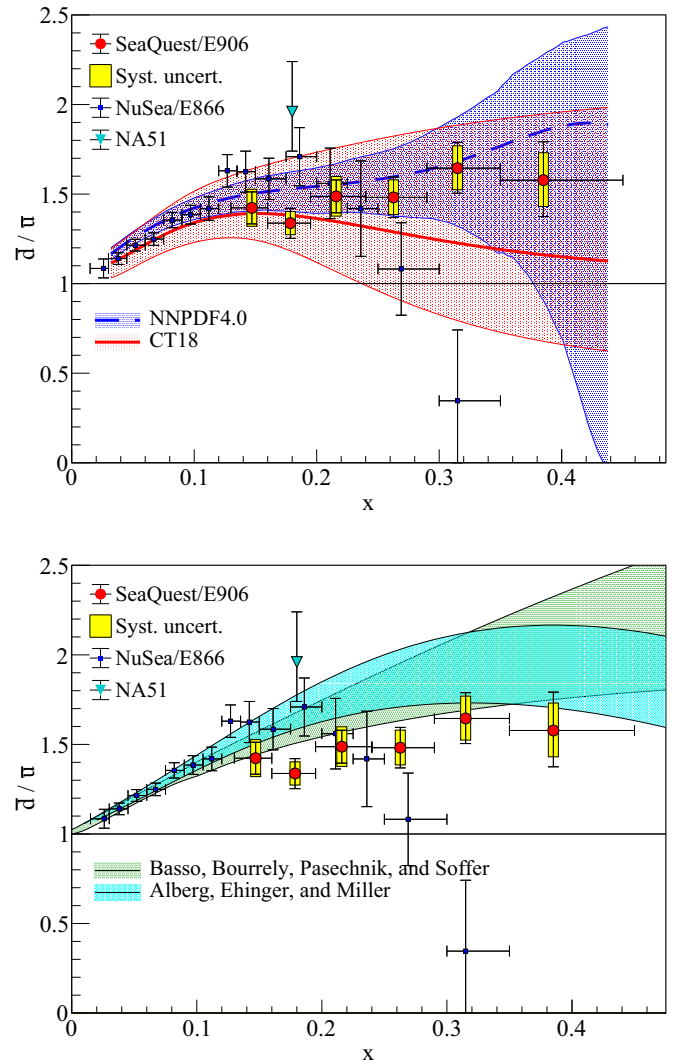 2.5
SeaQuest/E906
Syst. uncert.
2
NuSea/E866
NA51
1.5
d̅ / u̅
1
NNPDF4.0
CT18
0.5
0
0 0.1 0.2 0.3 0.4
x
2.5
SeaQuest/E906
Syst. uncert.
2
NuSea/E866
NA51
1.5
d̅ / u̅
1
Basso, Bourrely, Pasechnik, and Soffer
Alberg, Ehinger, and Miller
0.5
0
0 0.1 0.2 0.3 0.4
x